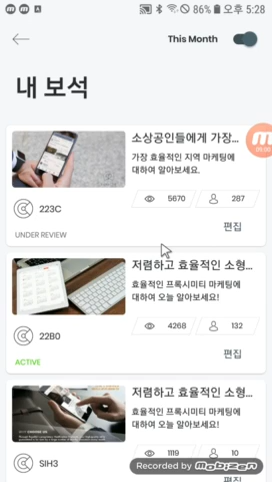 86% 오후 5:28
This Month
내 보석
소상공인들에게 가장...
가장 효율적인 지역 마케팅에
대하여 알아보세요.
223C
5670
287
UNDER REVIEW
편집
00:00
저렴하고 효율적인 소형...
효율적인 프록시미티 마케팅에
대하여 오늘 알아보세요!
22B0
4268
132
ACTIVE
편집
저렴하고 효율적인 소형...
효율적인 프록시미티 마케팅에
대하여 오늘 알아보세요!
SIH3
1119
10
Recorded by mobizen